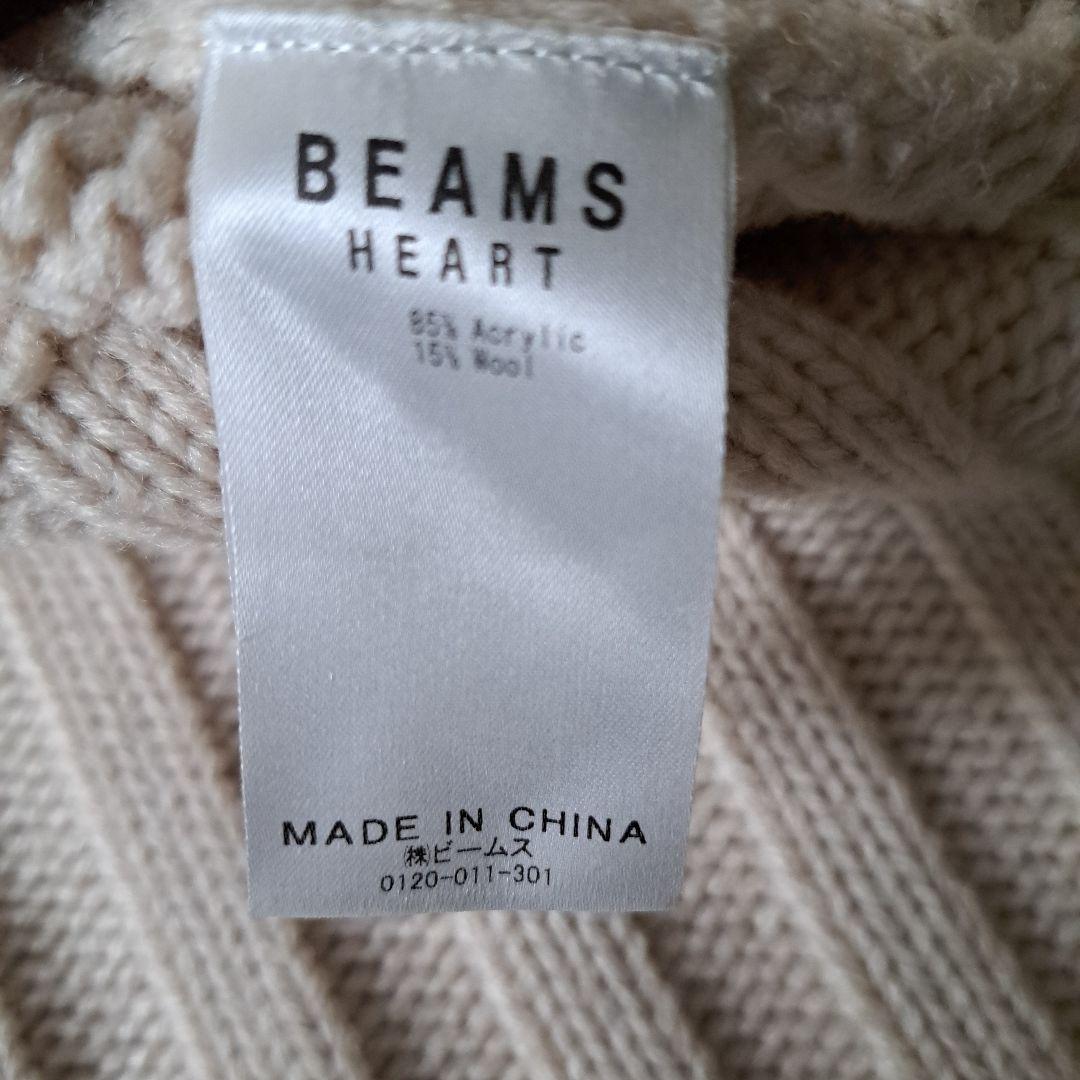 BEAMS
HEART
85% Acrylic
15% Wool
MADE IN CHINA
㈱ビームス
0120-011-301